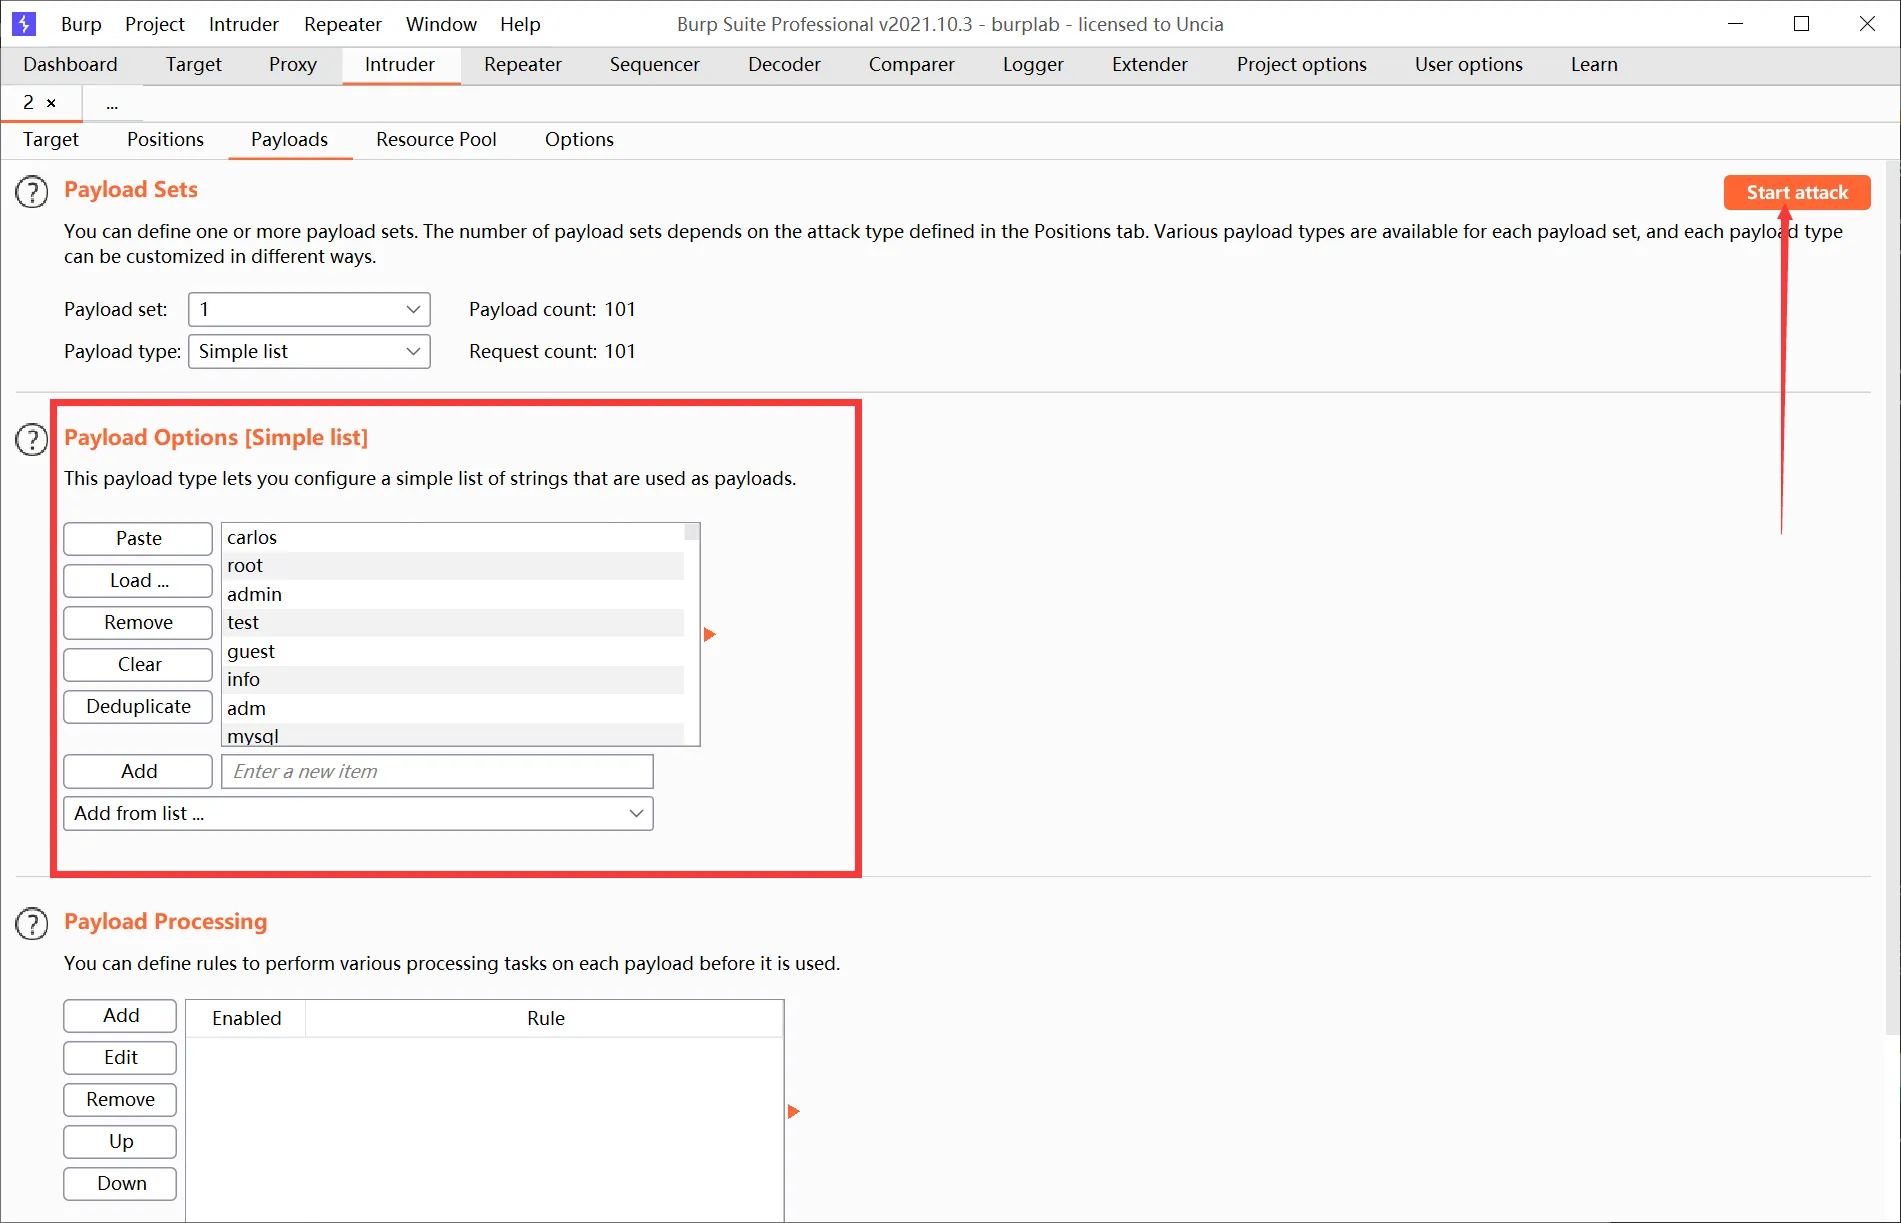 Burp Project Intruder Repeater Window Help Burp Suite Professional v2021.10.3 - burplab - licensed to Uncia
Dashboard Target Proxy Intruder Repeater Sequencer Decoder Comparer Logger Extender Project options User options Learn
2 × ...
Target Positions Payloads Resource Pool Options
? Payload Sets Start attack
You can define one or more payload sets. The number of payload sets depends on the attack type defined in the Positions tab. Various payload types are available for each payload set, and each payload type
can be customized in different ways.
Payload set: 1 Payload count: 101
Payload type: Simple list Request count: 101
? Payload Options [Simple list]
This payload type lets you configure a simple list of strings that are used as payloads.
Paste
Load ...
Remove
Clear
Deduplicate
carlos
root
admin
test
guest
info
adm
mysql
Add Enter a new item
Add from list ...
? Payload Processing
You can define rules to perform various processing tasks on each payload before it is used.
Add
Edit
Remove
Up
Down
Enabled Rule